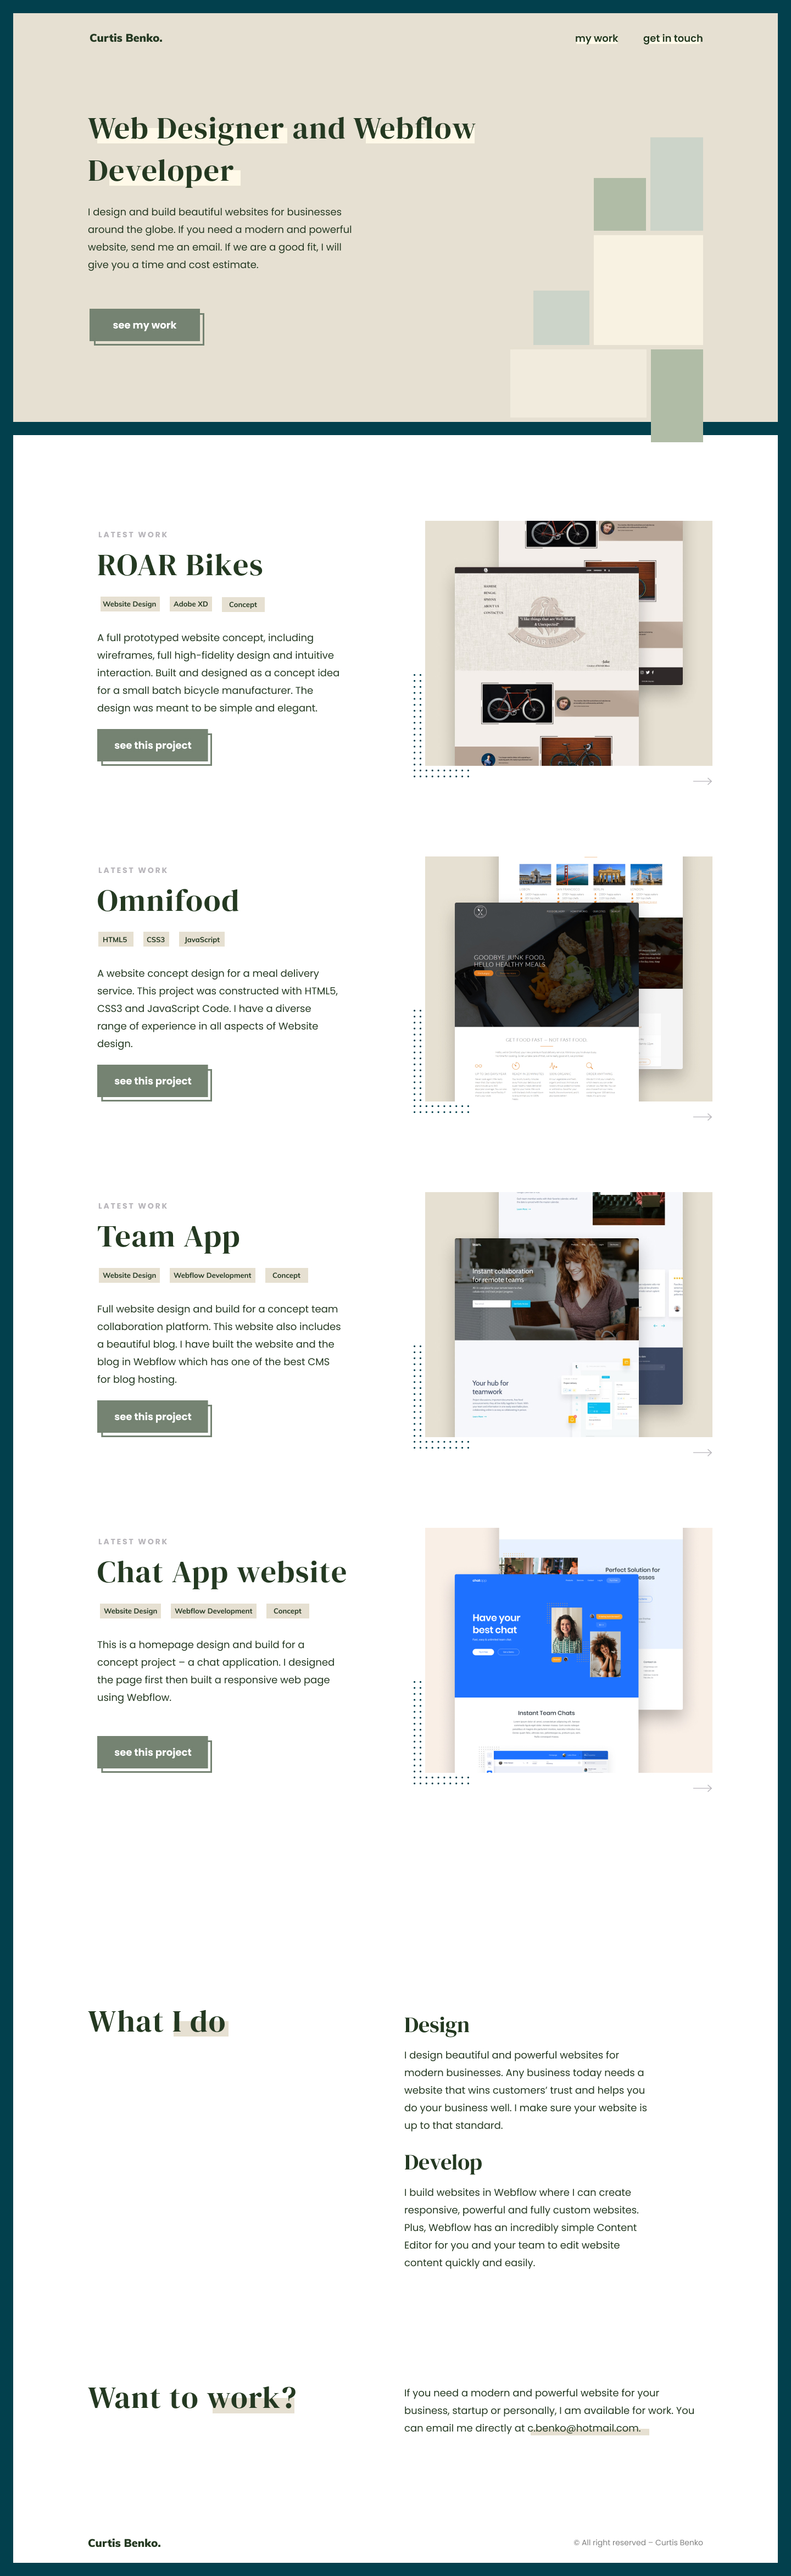 Curtis Benko.
my work
get in touch
Web Designer and Webflow
Developer
I design and build beautiful websites for businesses
around the globe. If you need a modern and powerful
website, send me an email. If we are a good fit, I will
give you a time and cost estimate.
see my work
LATEST WORK
ROAR Bikes
Website Design
Adobe XD
Concept
A full prototyped website concept, including
wireframes, full high-fidelity design and intuitive
interaction. Built and designed as a concept idea
for a small batch bicycle manufacturer. The
design was meant to be simple and elegant.
see this project
"I like things that are Well-Made
& Unexpected!"
LATEST WORK
Omnifood
HTML5
CSS3
JavaScript
A website concept design for a meal delivery
service. This project was constructed with HTML5,
CSS3 and JavaScript Code. I have a diverse
range of experience in all aspects of Website
design.
see this project
GOODBYE JUNK FOOD.
HELLO HEALTHY MEALS.
GET FOOD FAST – NOT FAST FOOD.
LATEST WORK
Team App
Website Design
Webflow Development
Concept
Full website design and build for a concept team
collaboration platform. This website also includes
a beautiful blog. I have built the website and the
blog in Webflow which has one of the best CMS
for blog hosting.
see this project
Instant collaboration
for remote teams
Your hub for
teamwork
LATEST WORK
Chat App website
Website Design
Webflow Development
Concept
This is a homepage design and build for a
concept project – a chat application. I designed
the page first then built a responsive web page
using Webflow.
see this project
Perfect Solution for
Have your
best chat
Instant Team Chats
What I do
Design
I design beautiful and powerful websites for
modern businesses. Any business today needs a
website that wins customers’ trust and helps you
do your business well. I make sure your website is
up to that standard.
Develop
I build websites in Webflow where I can create
responsive, powerful and fully custom websites.
Plus, Webflow has an incredibly simple Content
Editor for you and your team to edit website
content quickly and easily.
Want to work?
If you need a modern and powerful website for your
business, startup or personally, I am available for work. You
can email me directly at c.benko@hotmail.com.
Curtis Benko.
© All right reserved – Curtis Benko